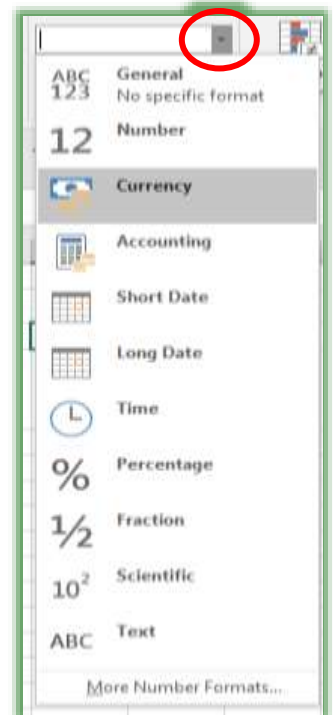 ABC
123
General
No specific format
12 Number
Currency
Accounting
Short Date
Long Date
Time
% Percentage
1/2 Fraction
10² Scientific
ABC Text
More Number Formats...